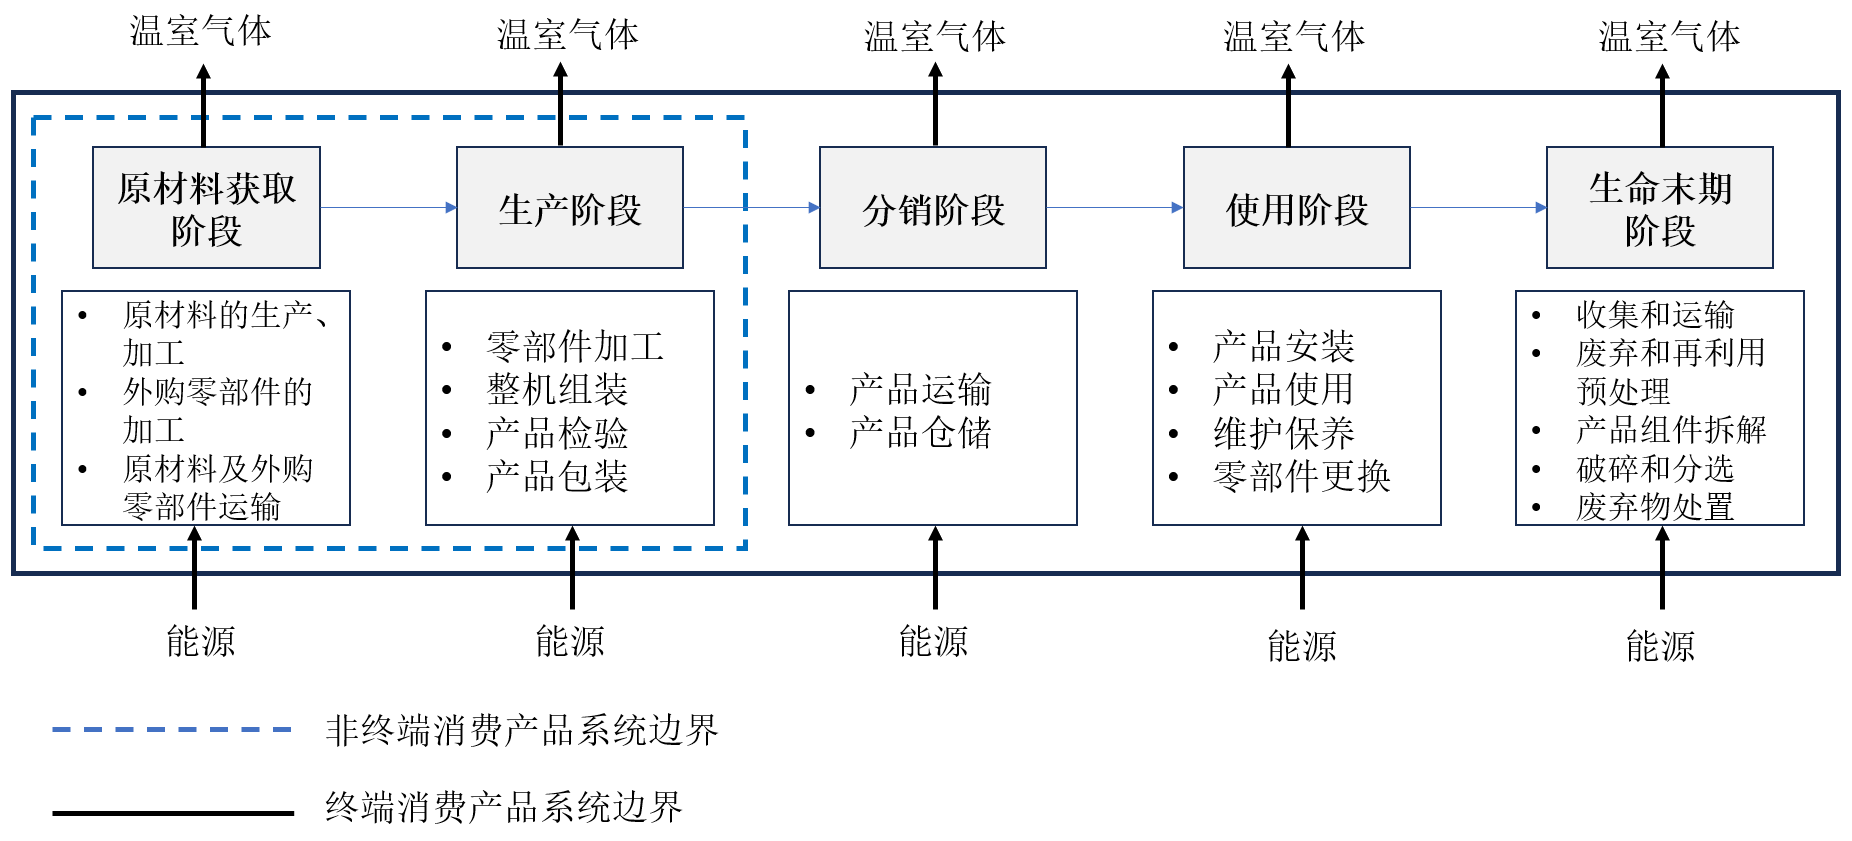 温室气体
温室气体
温室气体
温室气体
温室气体
原材料获取
阶段
生产阶段
分销阶段
使用阶段
生命末期
阶段
• 原材料的生产、
加工
• 外购零部件的
加工
• 原材料及外购
零部件运输
• 零部件加工
• 整机组装
• 产品检验
• 产品包装
• 产品运输
• 产品仓储
• 产品安装
• 产品使用
• 维护保养
• 零部件更换
• 收集和运输
• 废弃和再利用
预处理
• 产品组件拆解
• 破碎和分选
• 废弃物处置
能源
能源
能源
能源
能源
非终端消费产品系统边界
终端消费产品系统边界